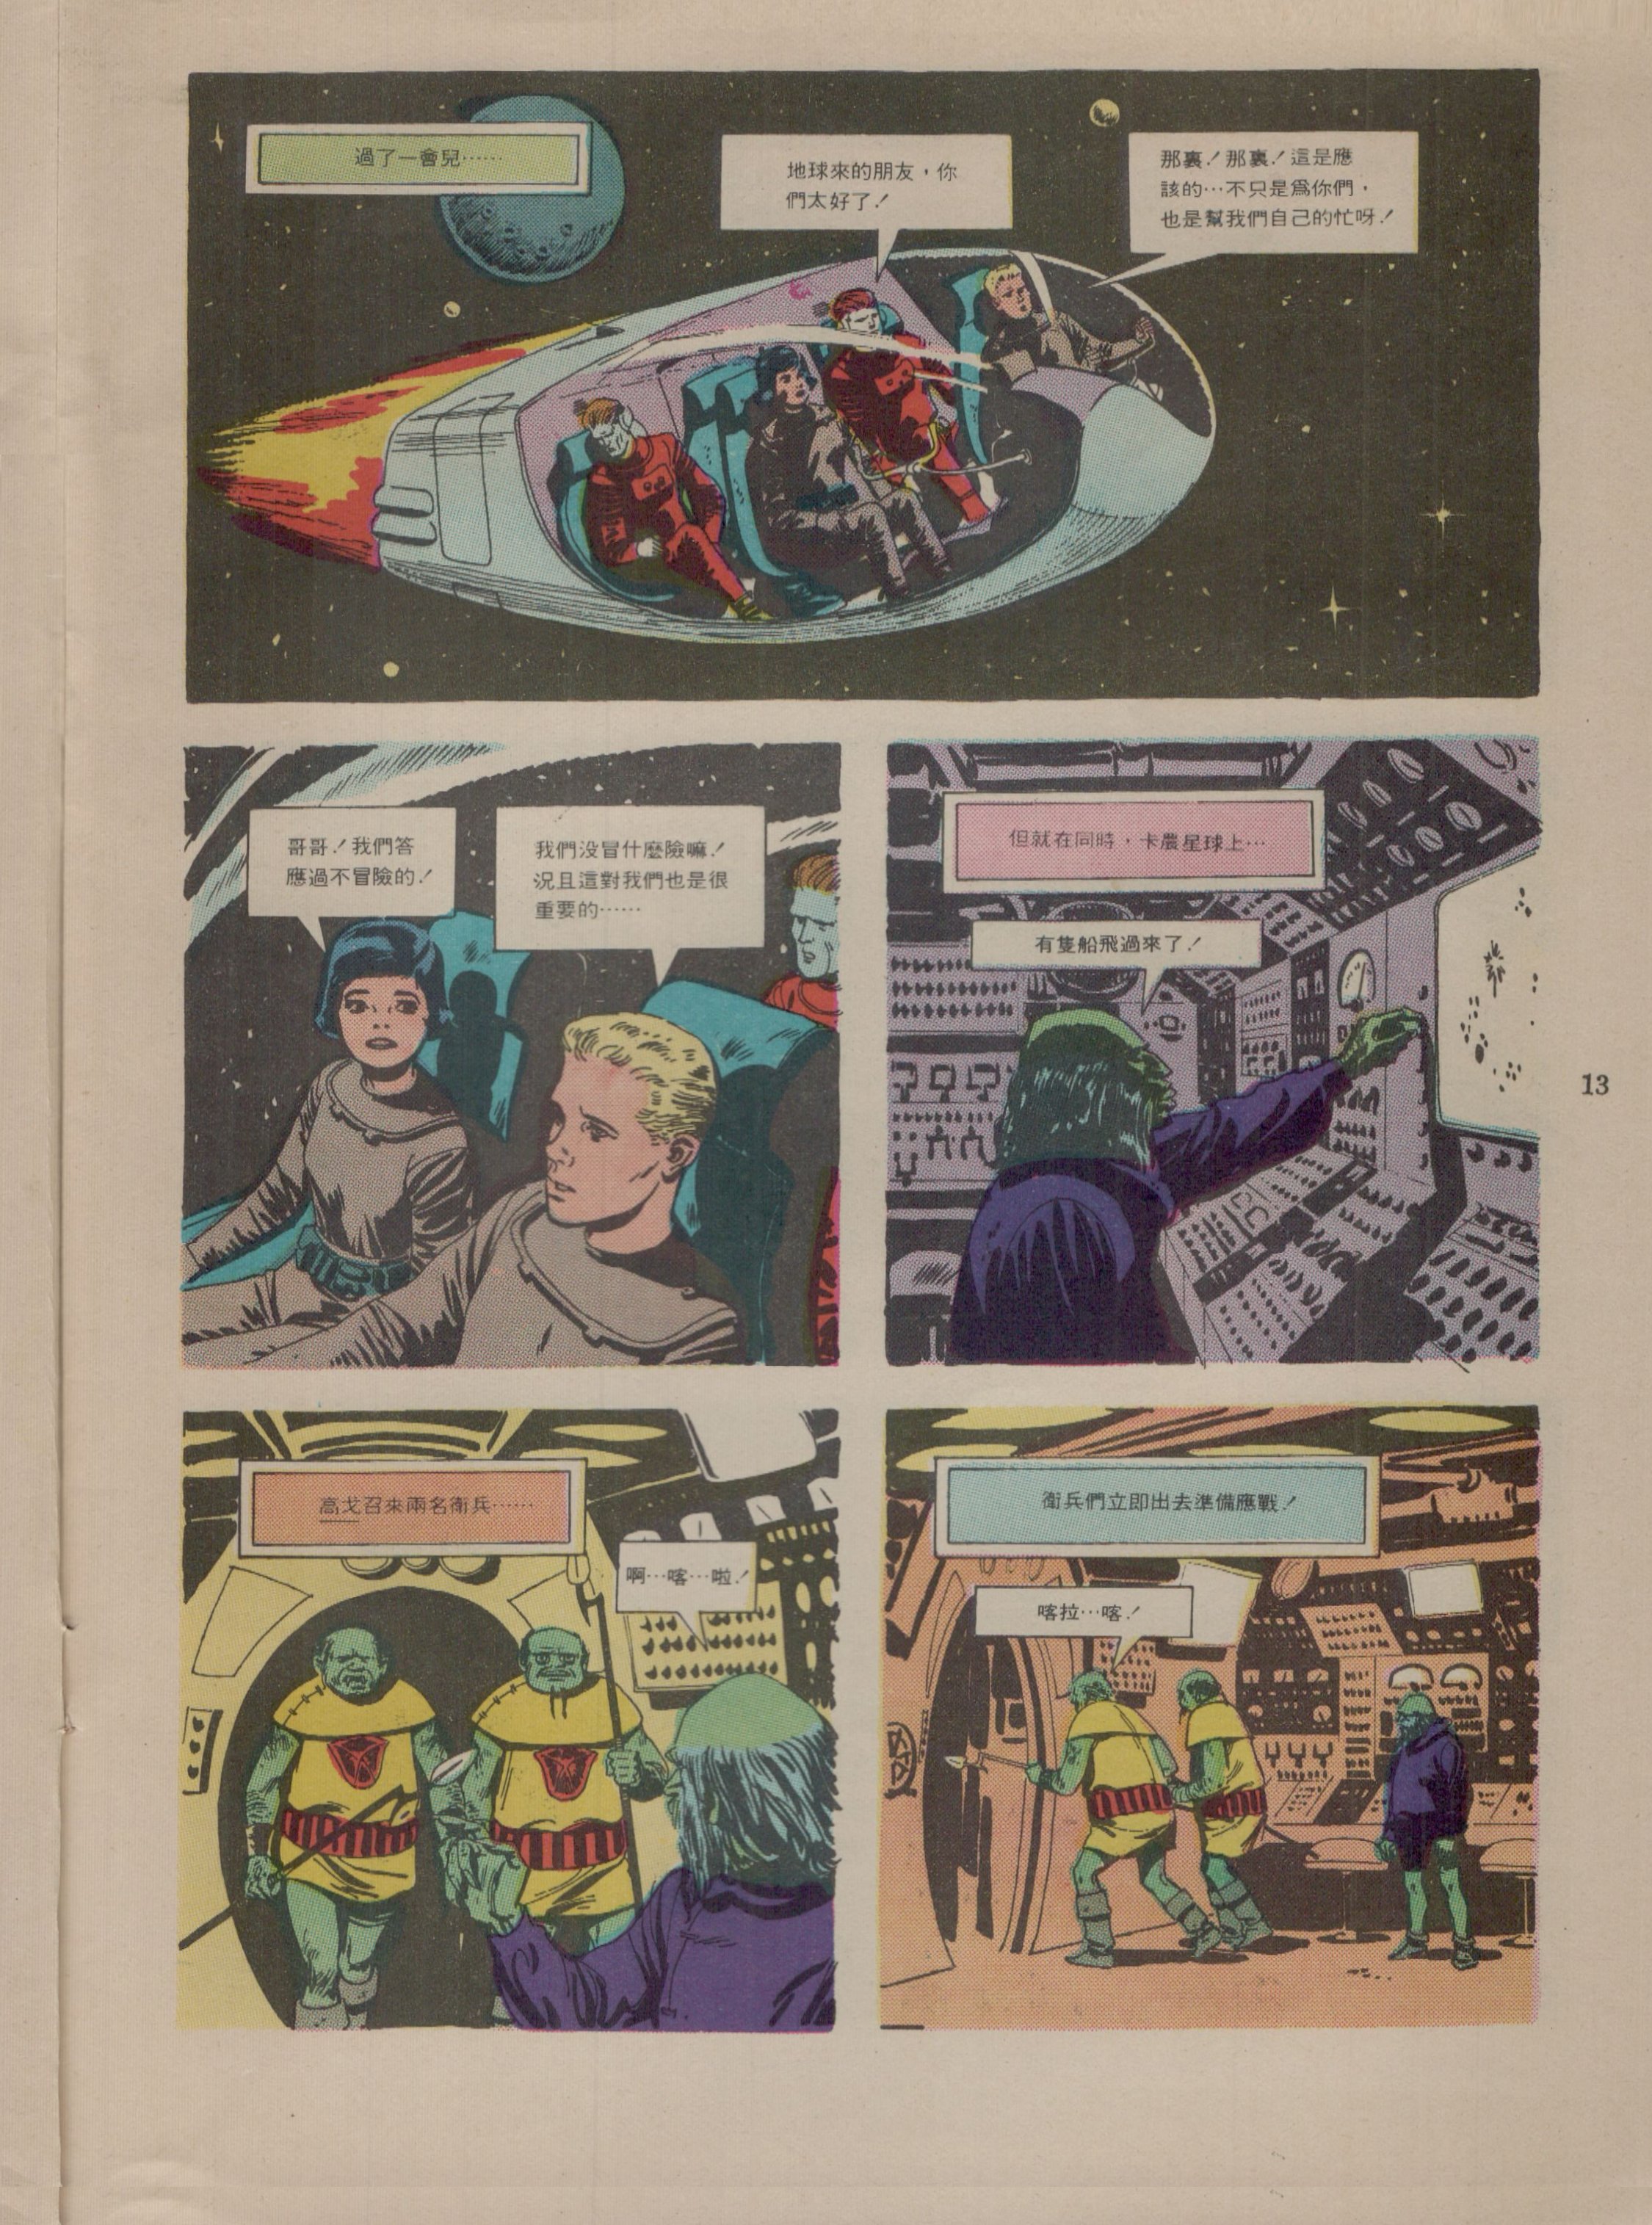 過了一會兒……
地球來的朋友，你
們太好了！
那裏！那裏！這是應
該的…不只是爲你們，
也是幫我們自己的忙呀！
哥哥！我們答
應過不冒險的！
我們没冒什麼險嘛！
況且這對我們也是很
重要的……
但就在同時，卡農星球上…
有隻船飛過來了！
13
高戈召來兩名衛兵……
啊…喀…啦！
衛兵們立即出去準備應戰！
喀拉…喀！